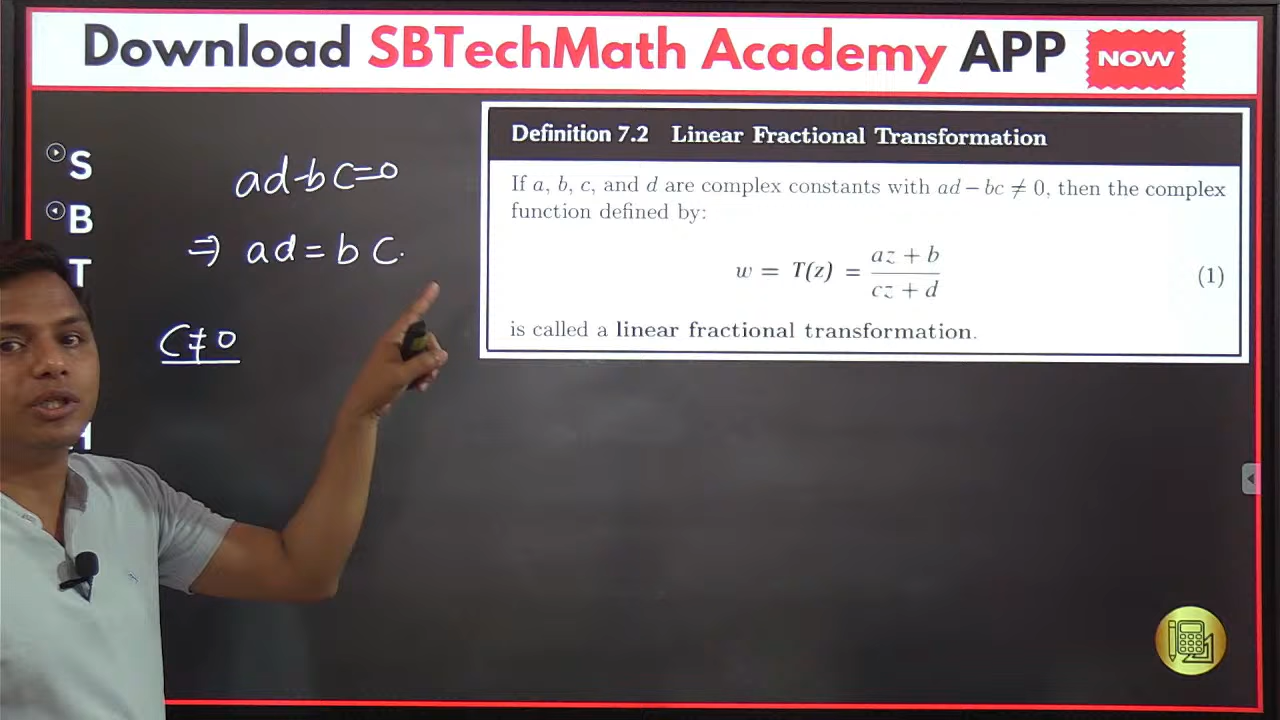 Download SBTechMath Academy APP NOW
S
B
T
H
ad-bc=0
⇒ ad=bc.
C≠0
Definition 7.2 Linear Fractional Transformation
If a, b, c, and d are complex constants with ad − bc ≠ 0, then the complex
function defined by:
w = T(z) = \frac{az + b}{cz + d} (1)
is called a linear fractional transformation.